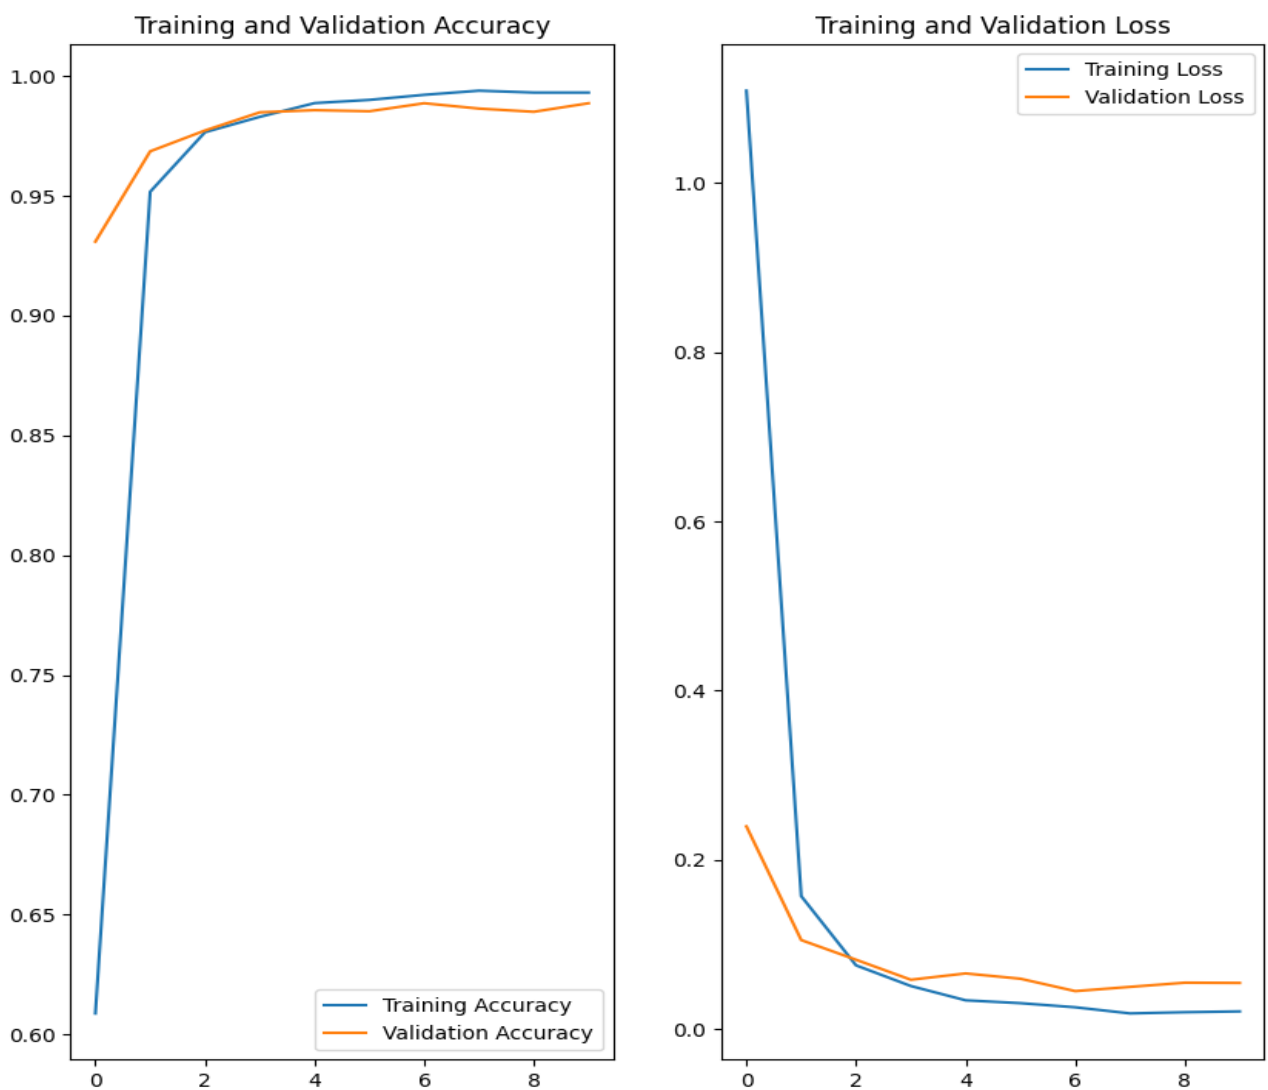 Training and Validation Accuracy
1.00
0.95
0.90
0.85
0.80
0.75
0.70
0.65
0.60
Training Accuracy
Validation Accuracy
0 2 4 6 8
Training and Validation Loss
Training Loss
Validation Loss
1.0
0.8
0.6
0.4
0.2
0.0
0 2 4 6 8